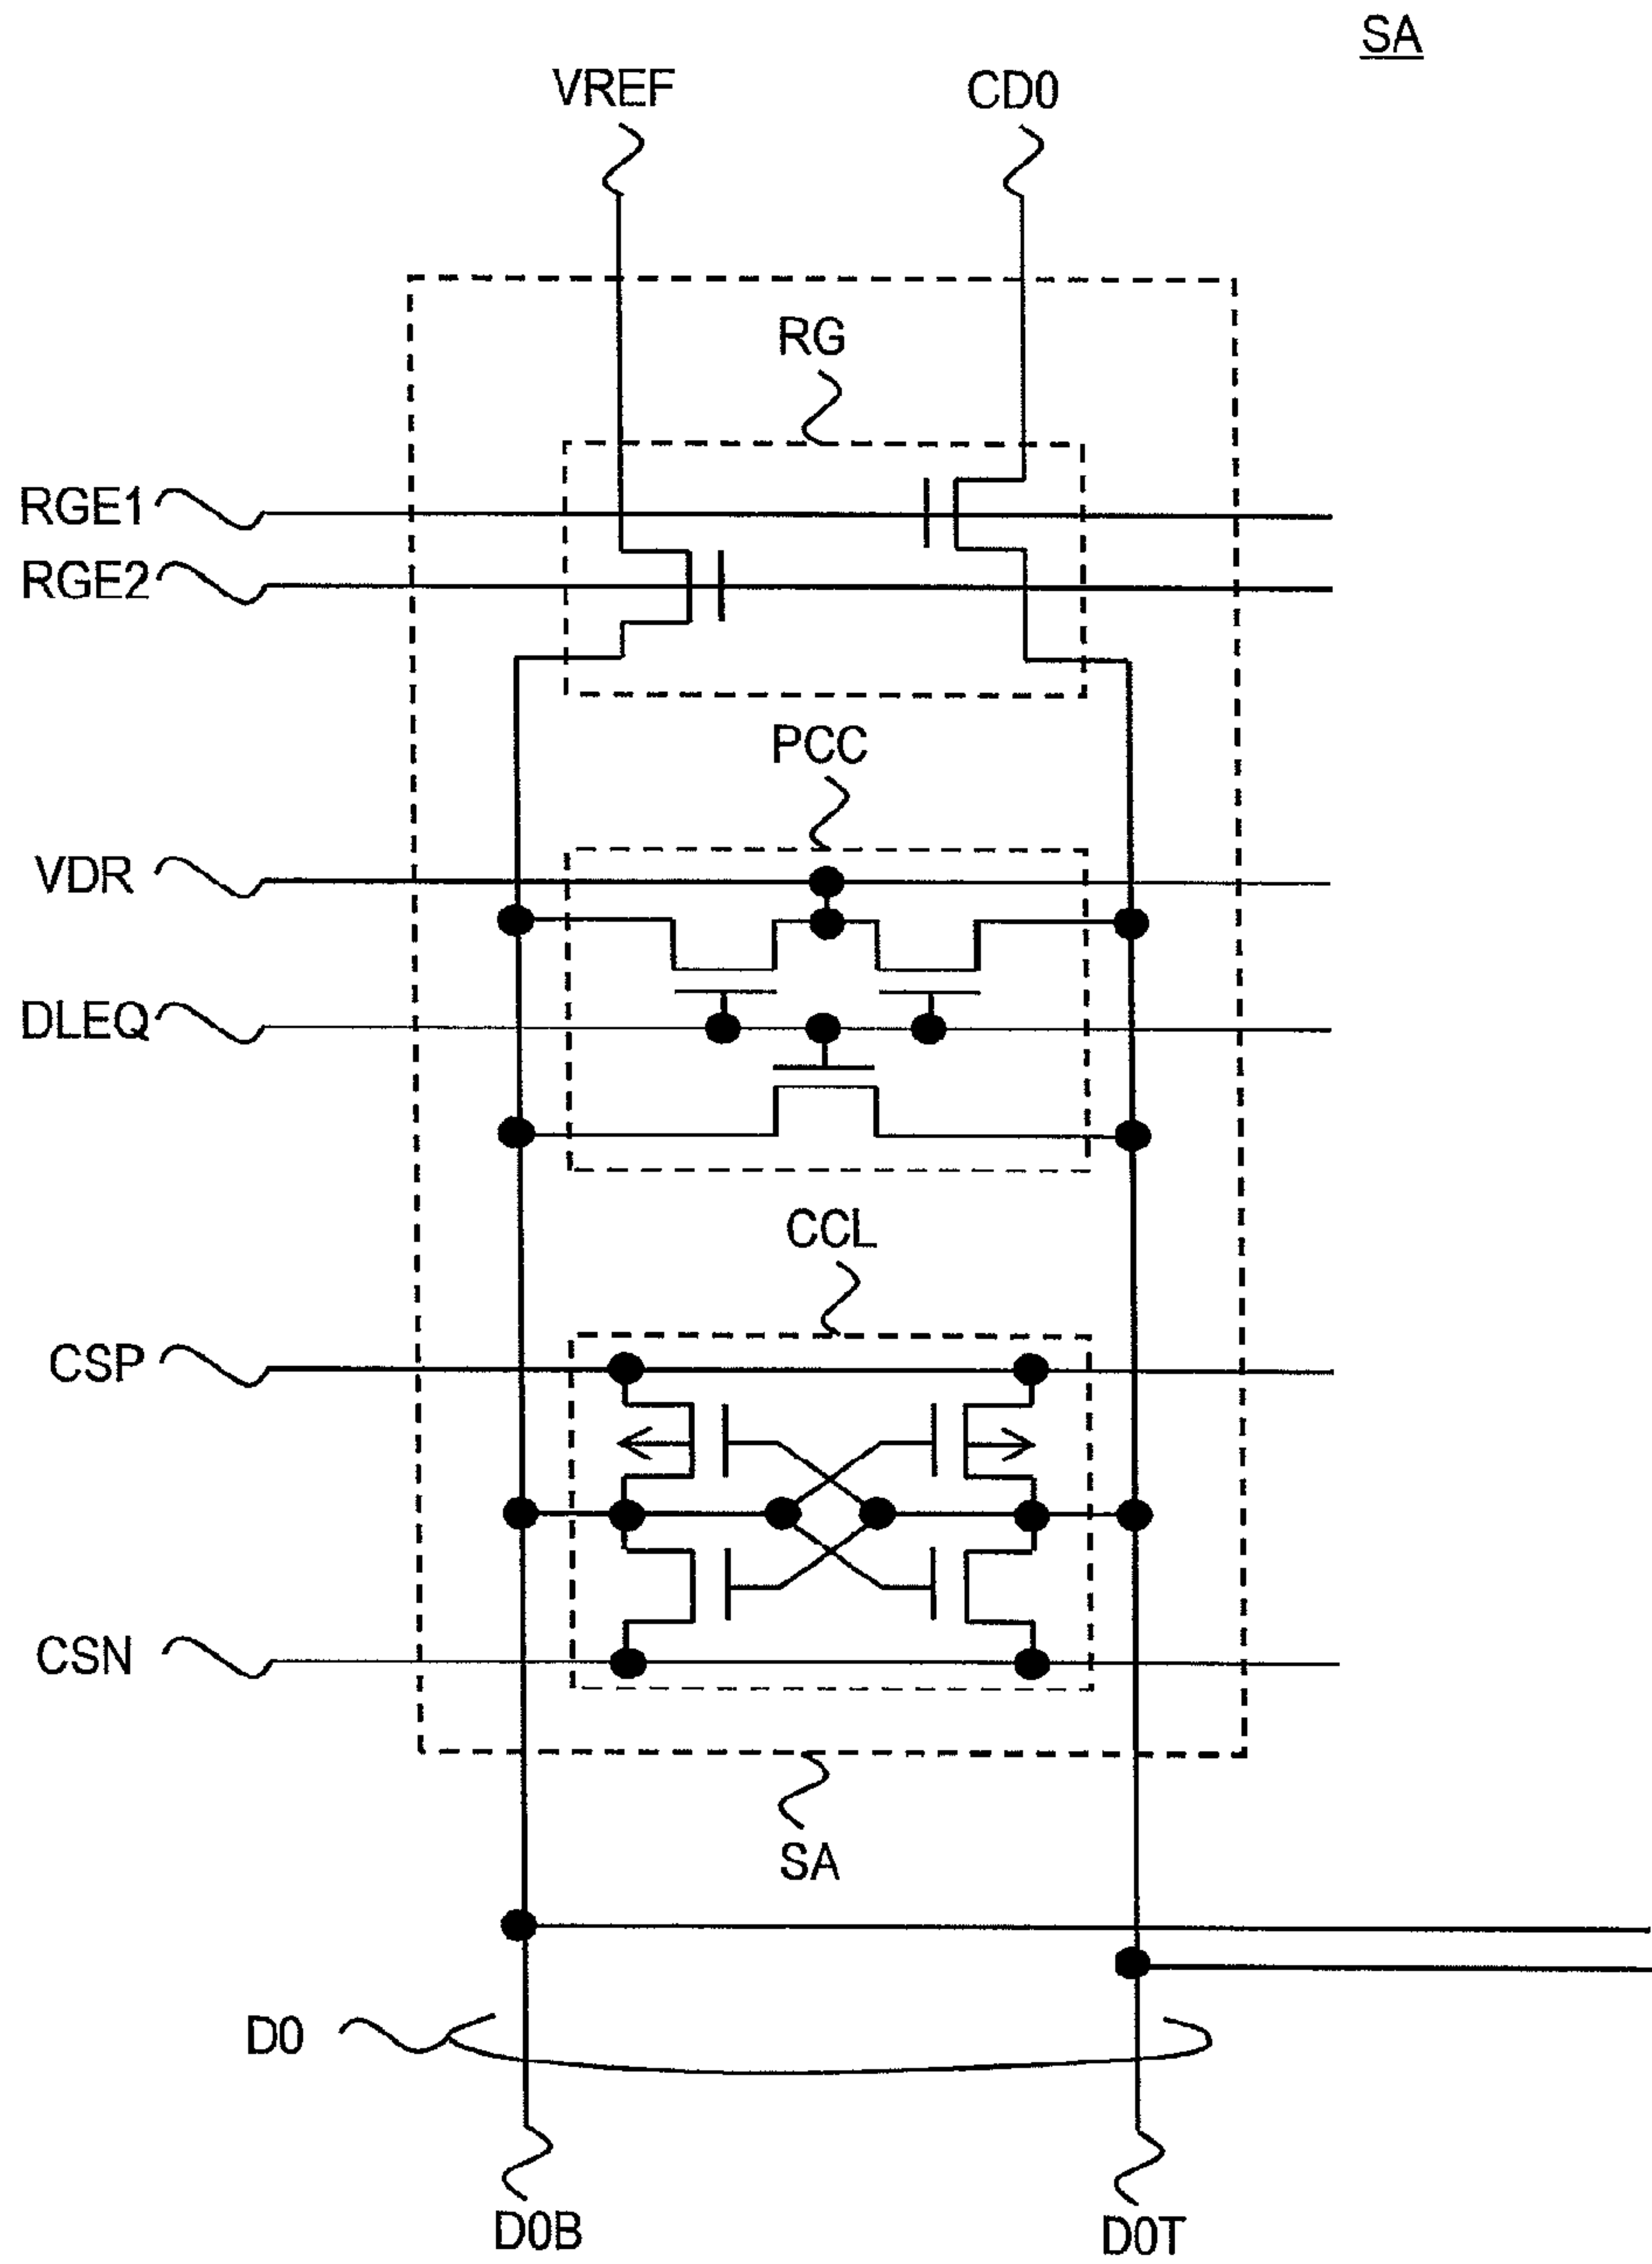 SA
VREF
CD0
RG
RGE1
RGE2
PCC
VDR
DLEQ
CCL
CSP
CSN
SA
D0
D0B
D0T